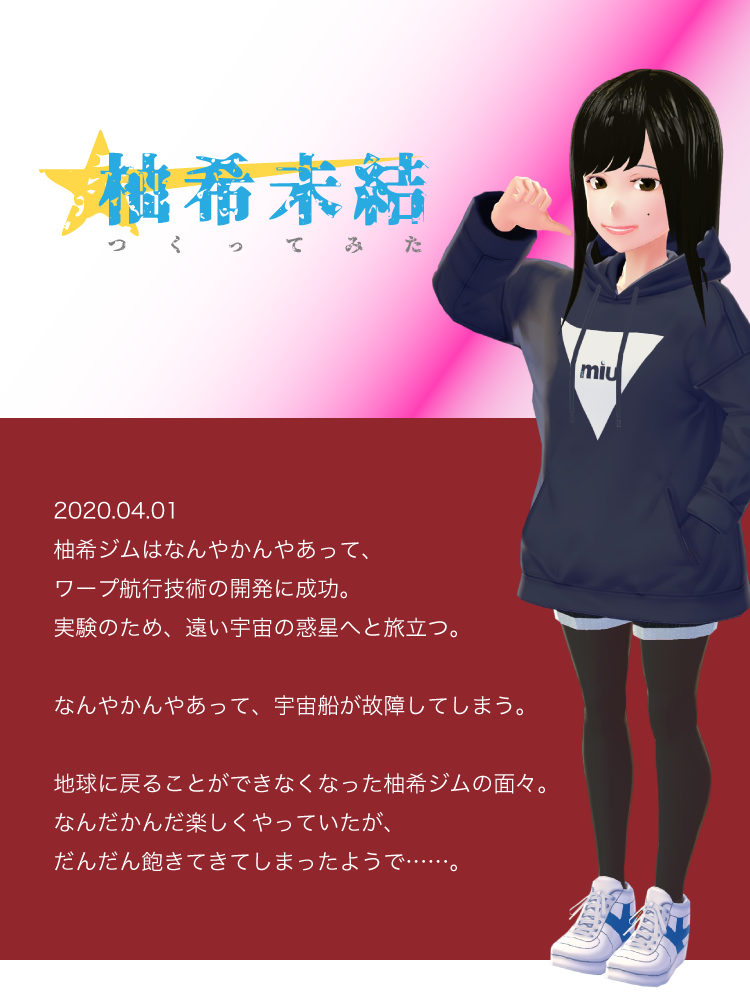 柚希未結
つくってみた
miu
2020.04.01
柚希ジムはなんやかんやあって、
ワープ航行技術の開発に成功。
実験のため、遠い宇宙の惑星へと旅立つ。
なんやかんやあって、宇宙船が故障してしまう。
地球に戻ることができなくなった柚希ジムの面々。
なんだかんだ楽しくやっていたが、
だんだん飽きてきてしまったようで……。